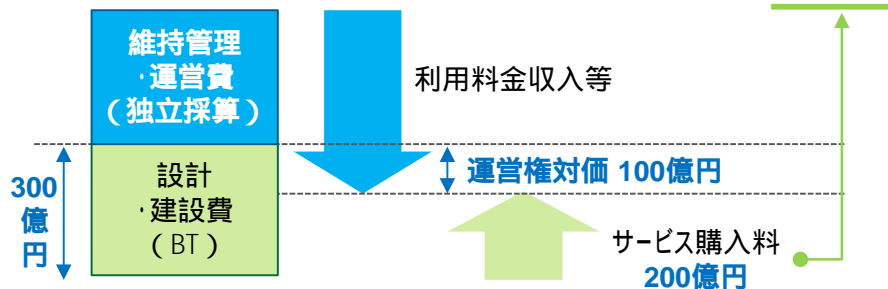 維持管理
・運営費
（独立採算）
利用料金収入等
300
億
円
設計
・建設費
（BT）
運営権対価 100億円
サービス購入料
200億円